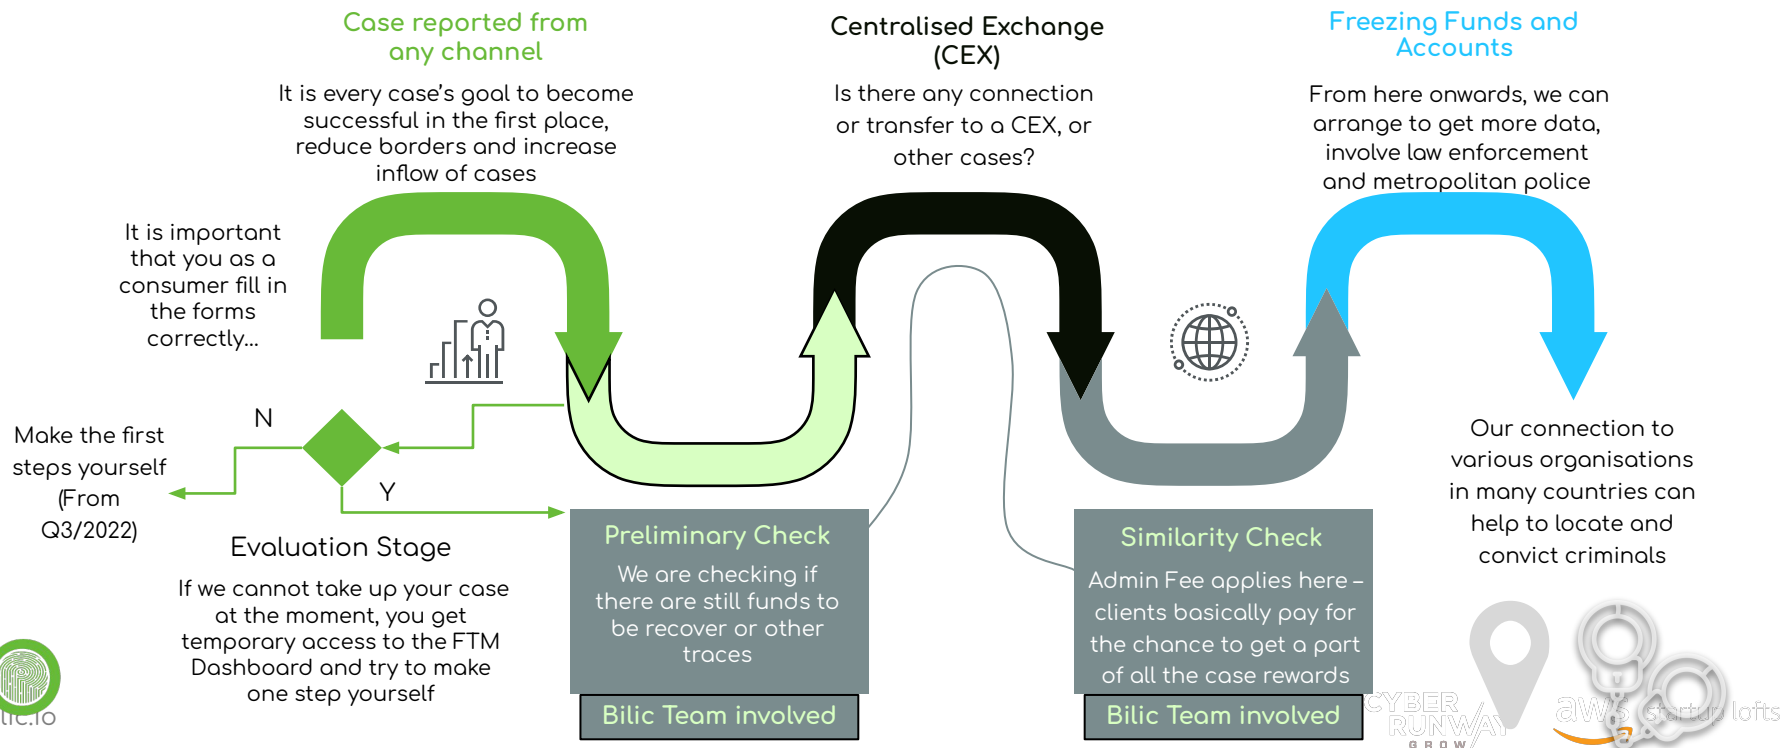 Case reported from
any channel
It is every case's goal to become
successful in the first place,
reduce borders and increase
inflow of cases
It is important
that you as a
consumer fill in
the forms
correctly...
N
Make the first
steps yourself
(From
Q3/2022)
Y
Evaluation Stage
If we cannot take up your case
at the moment, you get
temporary access to the FTM
Dashboard and try to make
one step yourself
Preliminary Check
We are checking if
there are still funds to
be recover or other
traces
Bilic Team involved
Centralised Exchange
(CEX)
Is there any connection
or transfer to a CEX, or
other cases?
Similarity Check
Admin Fee applies here –
clients basically pay for
the chance to get a part
of all the case rewards
Bilic Team involved
Freezing Funds and
Accounts
From here onwards, we can
arrange to get more data,
involve law enforcement
and metropolitan police
Our connection to
various organisations
in many countries can
help to locate and
convict criminals
lic.io
CYBER
RUNWAY
GROW
aws startup lofts